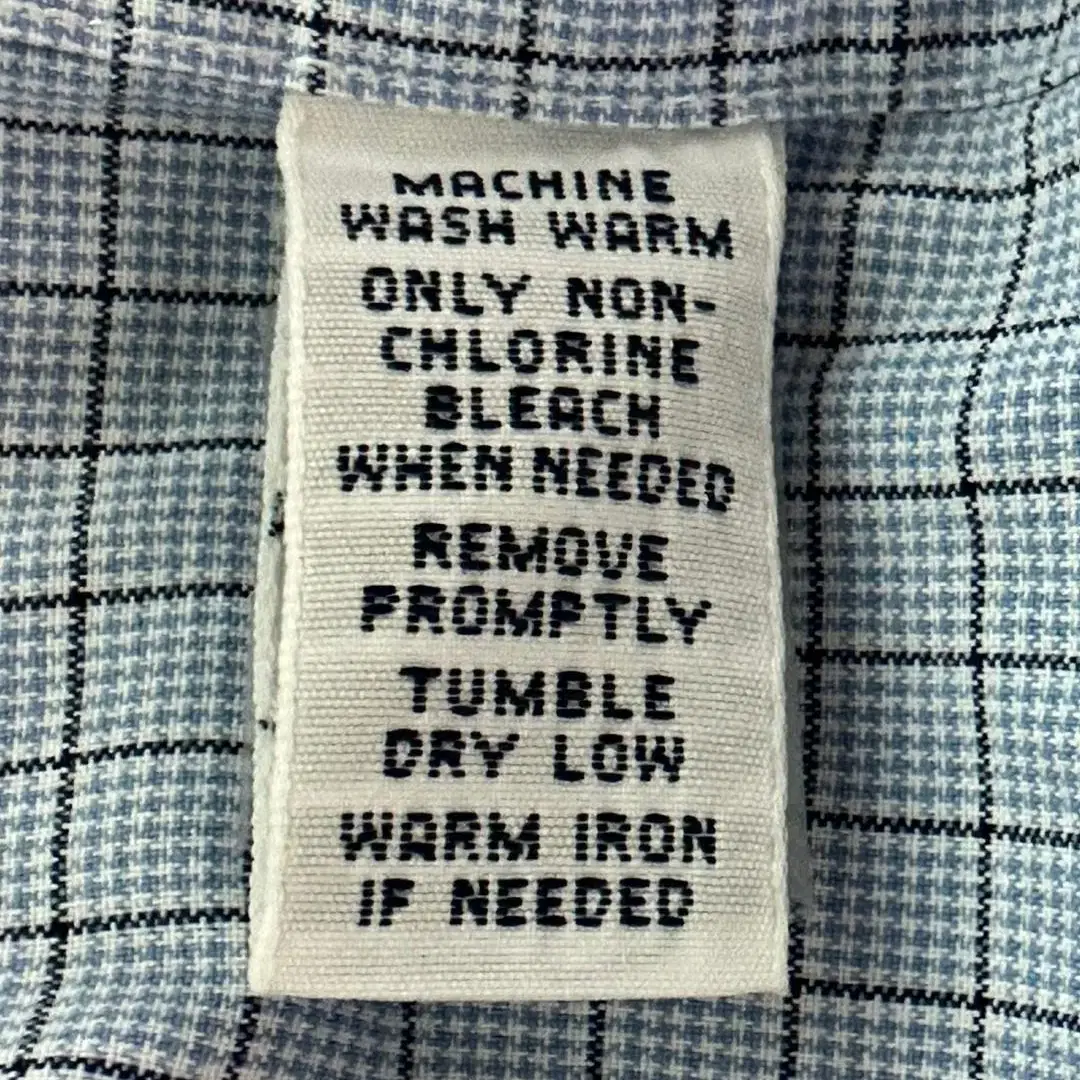 MACHINE
WASH WARM
ONLY NON-
CHLORINE
BLEACH
WHEN NEEDED
REMOVE
PROMPTLY
TUMBLE
DRY LOW
WARM IRON
IF NEEDED